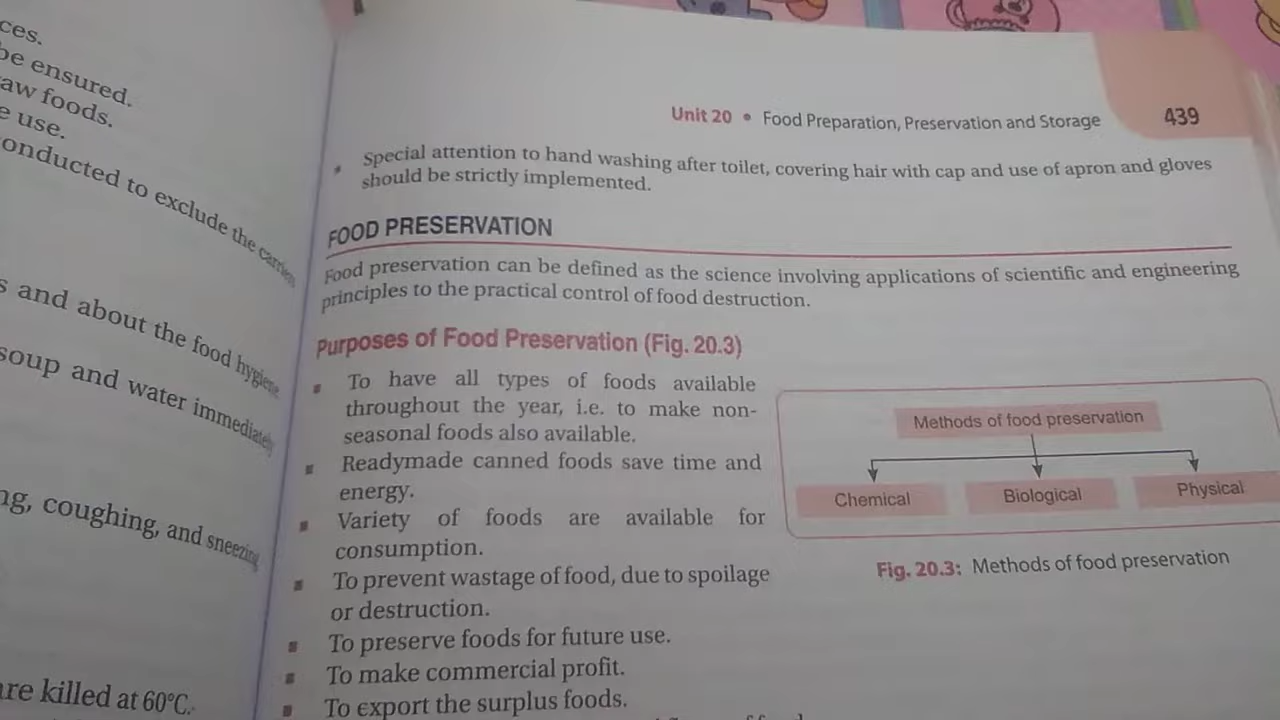 ces.
be ensured.
aw foods.
e use.
onducted to exclude the carriers
s and about the food hygiene
soup and water immediately
ng, coughing, and sneezing
are killed at 60°C.
Unit 20 • Food Preparation, Preservation and Storage 439
▪ Special attention to hand washing after toilet, covering hair with cap and use of apron and gloves
should be strictly implemented.
FOOD PRESERVATION
Food preservation can be defined as the science involving applications of scientific and engineering
principles to the practical control of food destruction.
Purposes of Food Preservation (Fig. 20.3)
▪ To have all types of foods available
throughout the year, i.e. to make non-
seasonal foods also available.
▪ Readymade canned foods save time and
energy.
▪ Variety of foods are available for
consumption.
▪ To prevent wastage of food, due to spoilage
or destruction.
▪ To preserve foods for future use.
▪ To make commercial profit.
▪ To export the surplus foods.
Methods of food preservation
Chemical Biological Physical
Fig. 20.3: Methods of food preservation